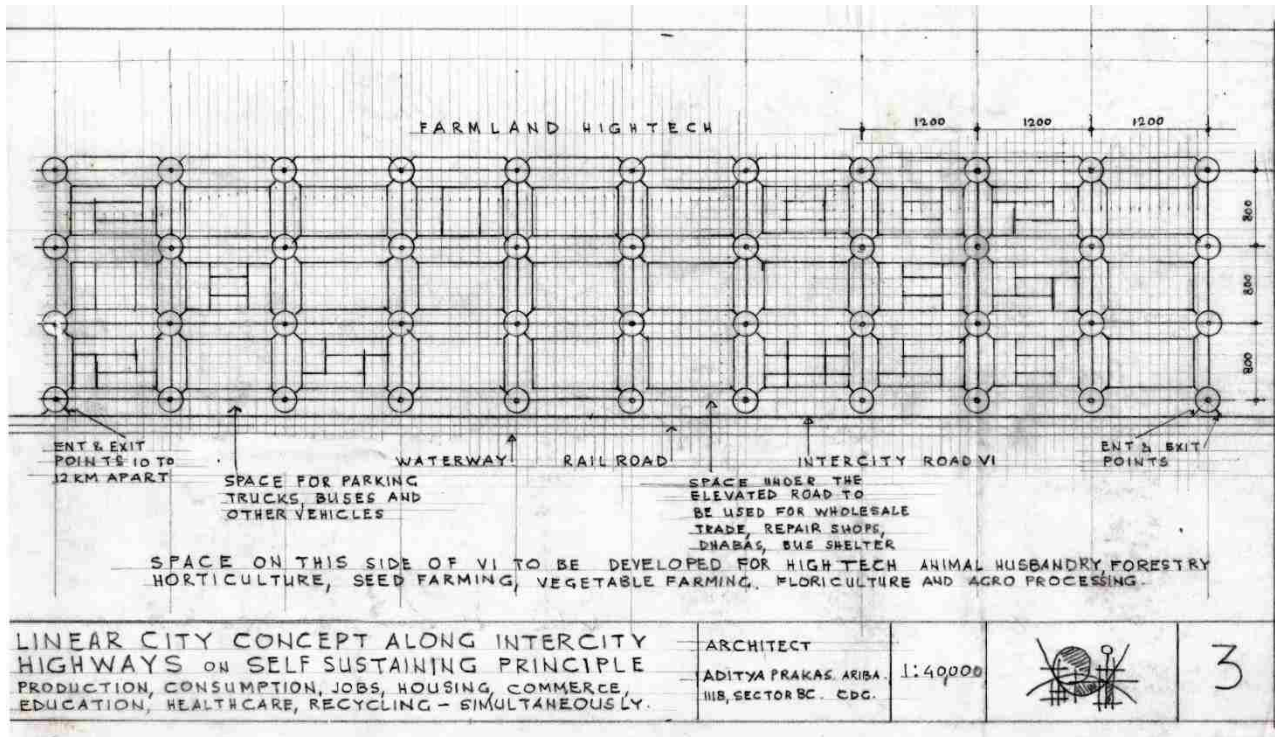 FARMLAND HIGHTECH
1200 1200 1200
800
800
800
ENT & EXIT
POINTS 10 TO
12 KM APART
SPACE FOR PARKING
TRUCKS, BUSES AND
OTHER VEHICLES
WATERWAY
RAIL ROAD
INTERCITY ROAD VI
SPACE UNDER THE
ELEVATED ROAD TO
BE USED FOR WHOLESALE
TRADE, REPAIR SHOPS,
DHABAS, BUS SHELTER
ENT & EXIT
POINTS
SPACE ON THIS SIDE OF VI TO BE DEVELOPED FOR HIGH TECH ANIMAL HUSBANDRY, FORESTRY
HORTICULTURE, SEED FARMING, VEGETABLE FARMING. FLORICULTURE AND AGRO PROCESSING.
LINEAR CITY CONCEPT ALONG INTERCITY
HIGHWAYS ON SELF SUSTAINING PRINCIPLE
PRODUCTION, CONSUMPTION, JOBS, HOUSING, COMMERCE,
EDUCATION, HEALTHCARE, RECYCLING - SIMULTANEOUSLY.
ARCHITECT
ADITYA PRAKAS. ARIBA.
1118, SECTOR 8C. CDG.
1:40,000
3